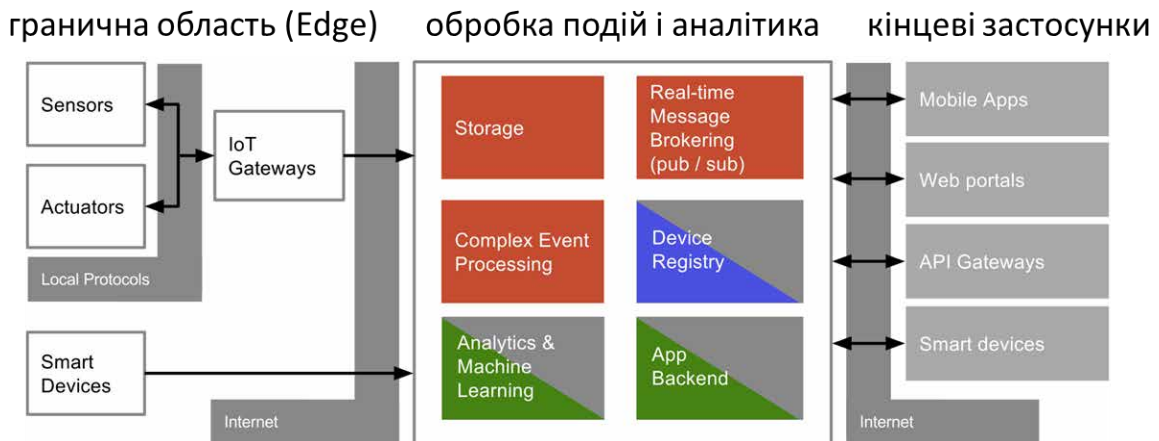 гранична область (Edge)
обробка подій і аналітика
кінцеві застосунки
Sensors
Actuators
Local Protocols
IoT
Gateways
Smart
Devices
Internet
Storage
Real-time
Message
Brokering
(pub / sub)
Complex Event
Processing
Device
Registry
Analytics &
Machine
Learning
App
Backend
Internet
Mobile Apps
Web portals
API Gateways
Smart devices